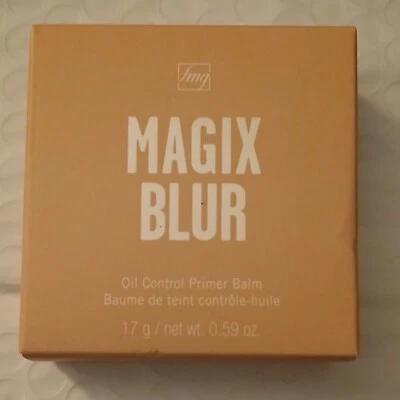 fmg
MAGIX
BLUR
Oil Control Primer Balm
Baume de teint contrôle-huile
17 g / net wt. 0.59 oz.